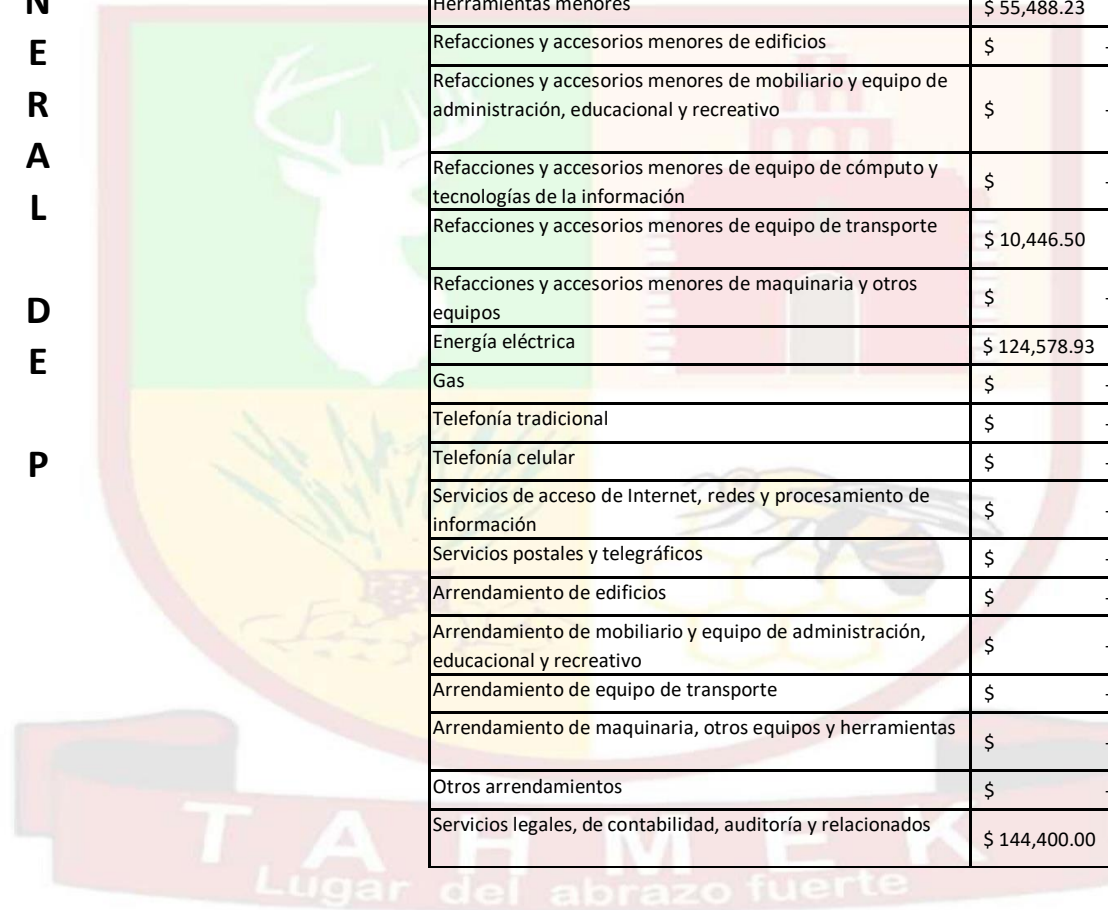 N
E
R
A
L
D
E
P
Herramientas menores $ 55,488.23
Refacciones y accesorios menores de edificios $ -
Refacciones y accesorios menores de mobiliario y equipo de
administración, educacional y recreativo $ -
Refacciones y accesorios menores de equipo de cómputo y
tecnologías de la información $ -
Refacciones y accesorios menores de equipo de transporte $ 10,446.50
Refacciones y accesorios menores de maquinaria y otros
equipos $ -
Energía eléctrica $ 124,578.93
Gas $ -
Telefonía tradicional $ -
Telefonía celular $ -
Servicios de acceso de Internet, redes y procesamiento de
información $ -
Servicios postales y telegráficos $ -
Arrendamiento de edificios $ -
Arrendamiento de mobiliario y equipo de administración,
educacional y recreativo $ -
Arrendamiento de equipo de transporte $ -
Arrendamiento de maquinaria, otros equipos y herramientas $ -
Otros arrendamientos $ -
Servicios legales, de contabilidad, auditoría y relacionados $ 144,400.00
TAHMEK
Lugar del abrazo fuerte